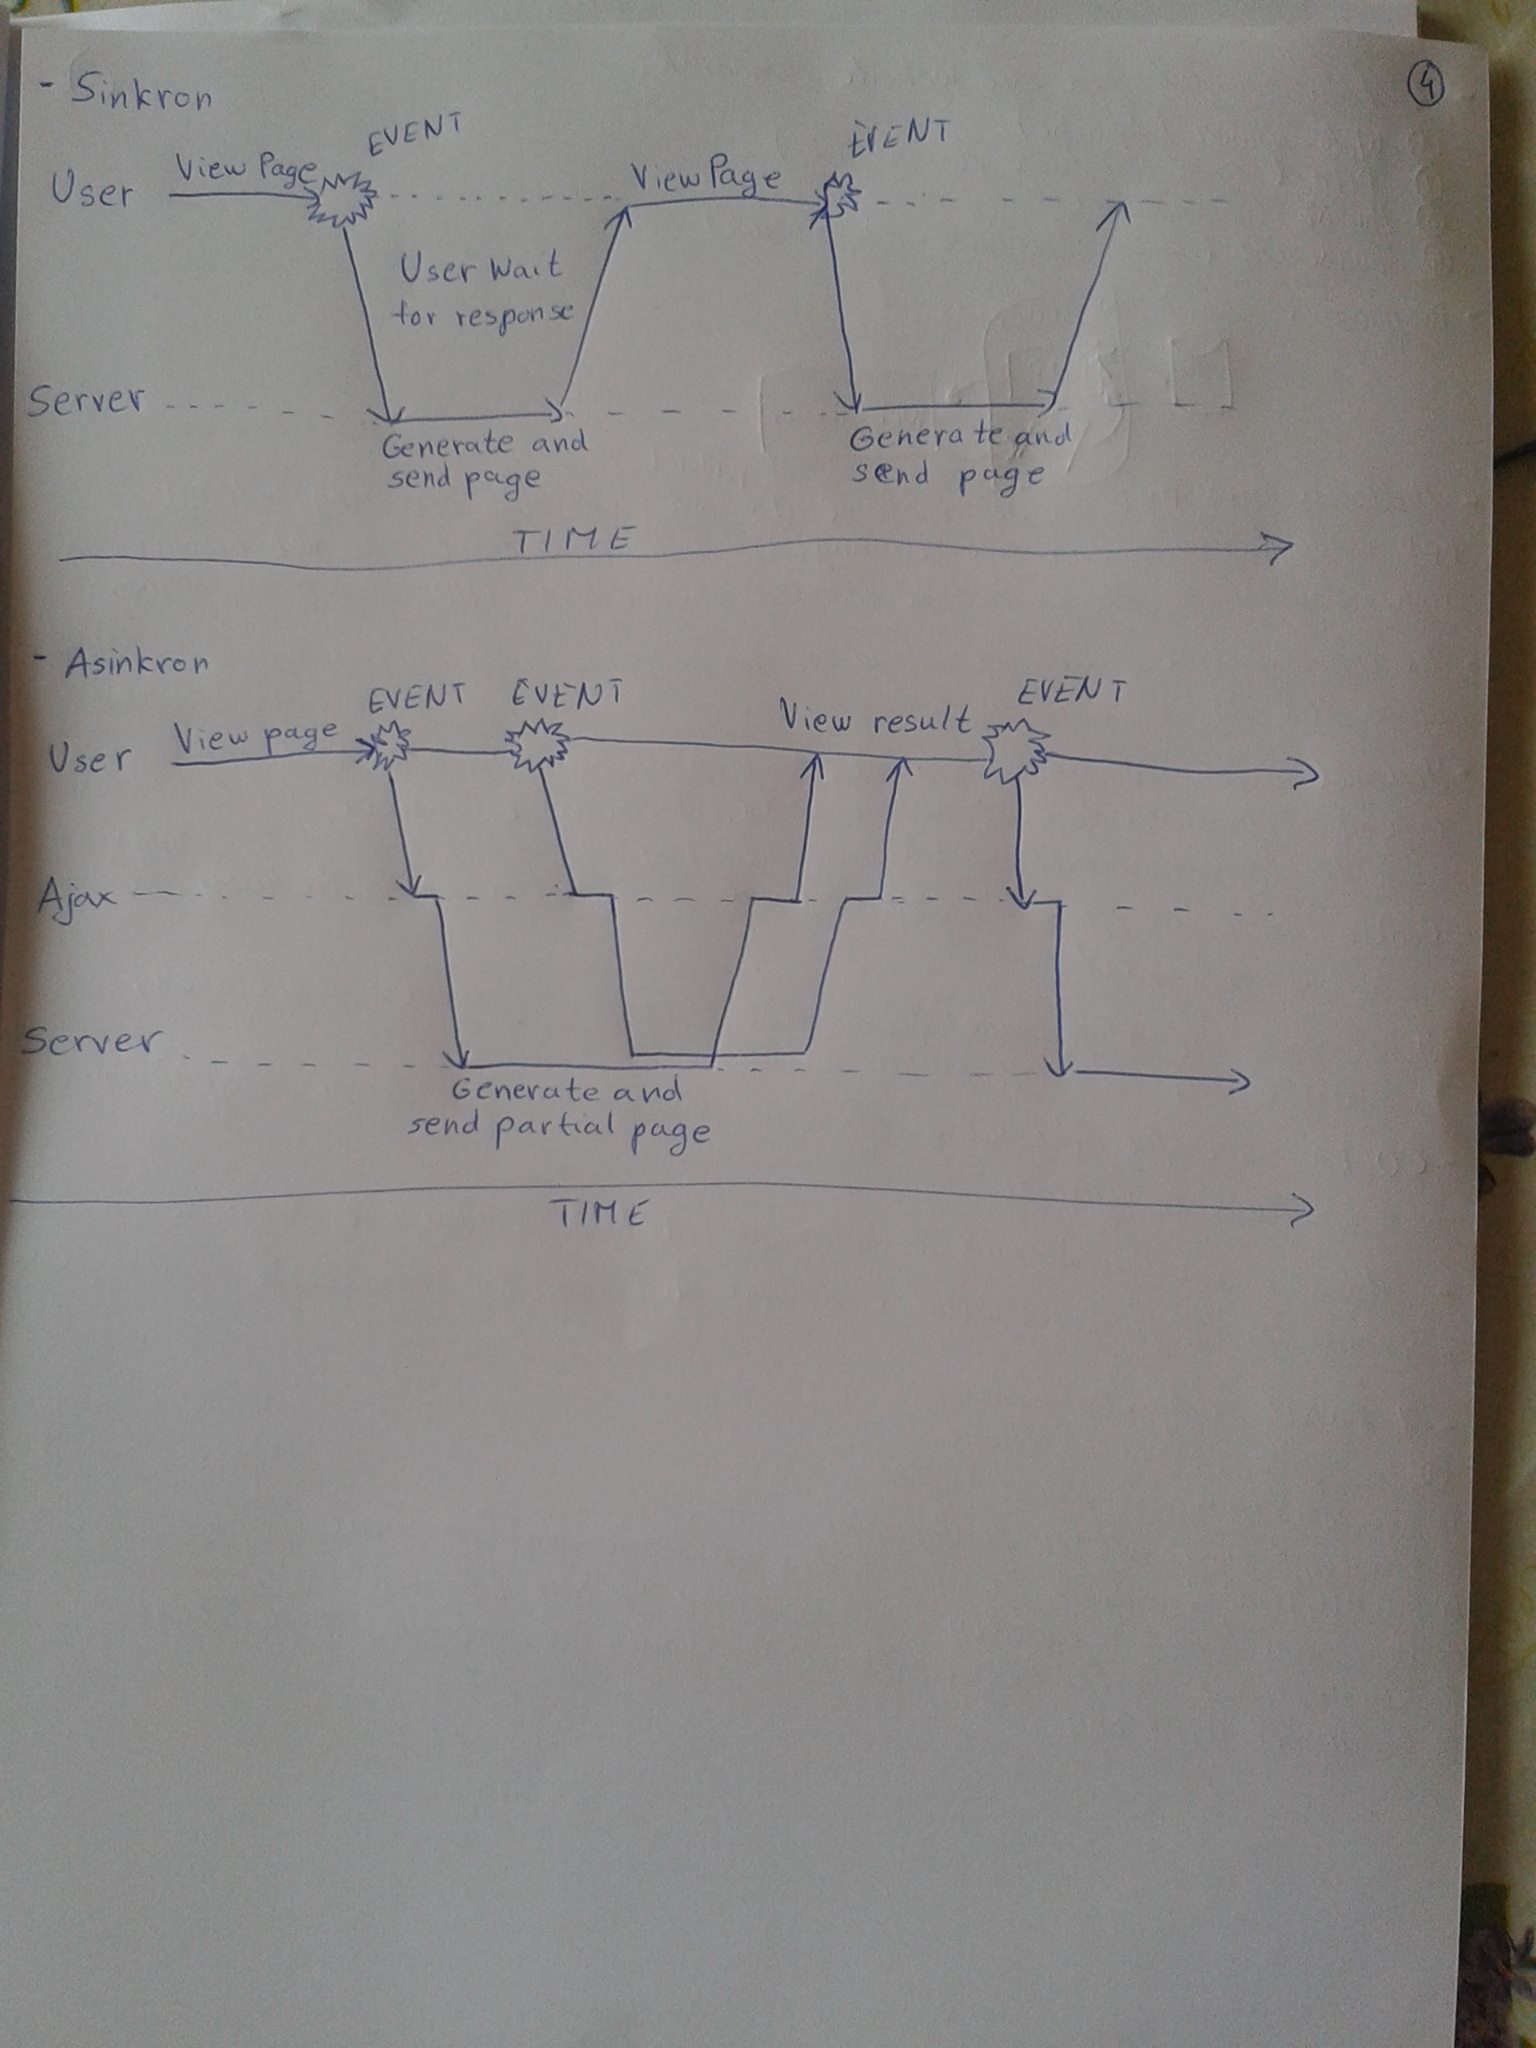 - Sinkron
4
EVENT
EVENT
User
View Page
View Page
User Wait
for response
Server
Generate and
send page
Generate and
send page
TIME
- Asinkron
EVENT
EVENT
EVENT
User
View page
View result
Ajax
Server
Generate and
send partial page
TIME